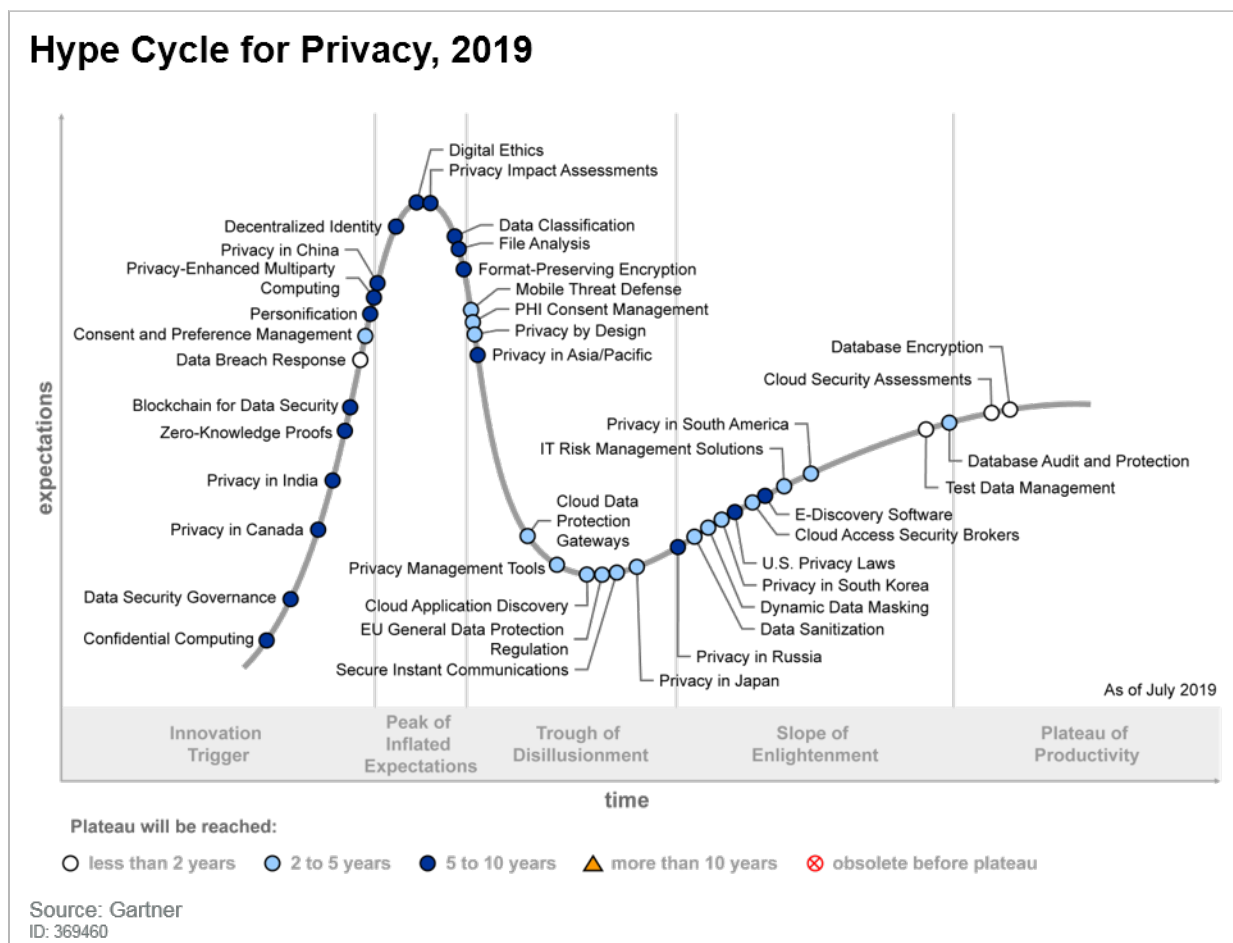 Hype Cycle for Privacy, 2019
expectations
Digital Ethics
Privacy Impact Assessments
Decentralized Identity
Privacy in China
Privacy-Enhanced Multiparty
Computing
Personification
Consent and Preference Management
Data Breach Response
Blockchain for Data Security
Zero-Knowledge Proofs
Privacy in India
Privacy in Canada
Data Security Governance
Confidential Computing
Data Classification
File Analysis
Format-Preserving Encryption
Mobile Threat Defense
PHI Consent Management
Privacy by Design
Privacy in Asia/Pacific
Cloud Data
Protection
Gateways
Privacy Management Tools
Cloud Application Discovery
EU General Data Protection
Regulation
Secure Instant Communications
Privacy in Japan
Privacy in Russia
Data Sanitization
Dynamic Data Masking
Privacy in South Korea
U.S. Privacy Laws
Cloud Access Security Brokers
E-Discovery Software
IT Risk Management Solutions
Privacy in South America
Test Data Management
Database Audit and Protection
Cloud Security Assessments
Database Encryption
As of July 2019
Innovation
Trigger
Peak of
Inflated
Expectations
Trough of
Disillusionment
Slope of
Enlightenment
Plateau of
Productivity
time
Plateau will be reached:
less than 2 years
2 to 5 years
5 to 10 years
more than 10 years
obsolete before plateau
Source: Gartner
ID: 369460